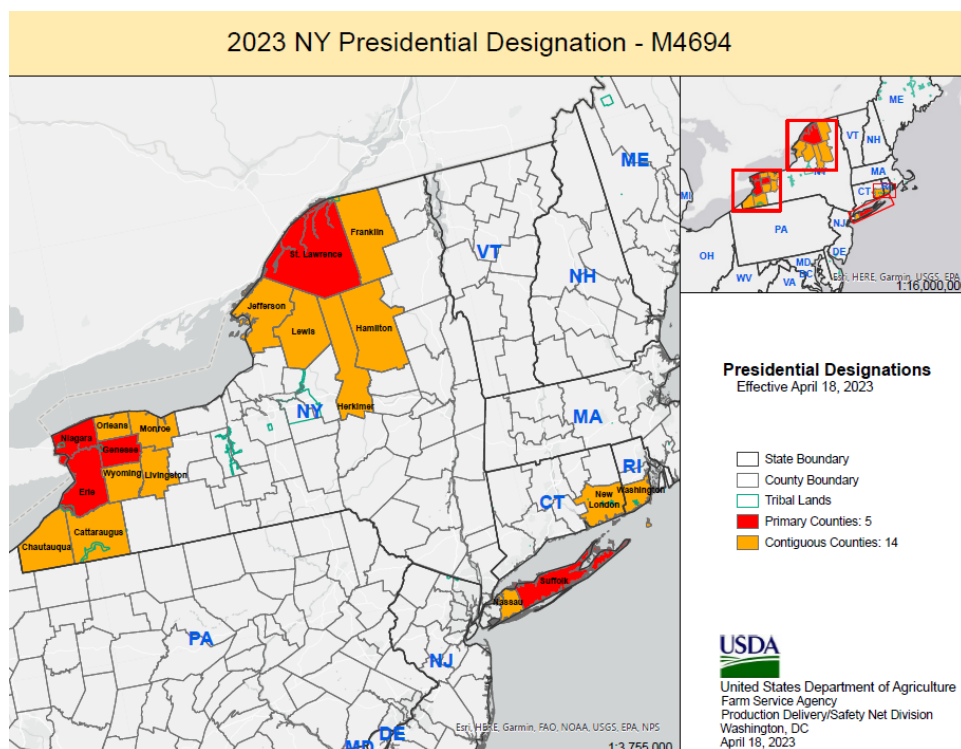 2023 NY Presidential Designation - M4694
ME
Franklin
St. Lawrence
VT
NH
Jefferson
Lewis
Hamilton
Herkimer
NY
MA
Orleans
Monroe
Niagara
Genesee
Wyoming
Livingston
Erie
RI
New
London
Washington
CT
Cattaraugus
Chautauqua
Suffolk
Nassau
PA
NJ
DE
MD
Esri, HERE, Garmin, FAO, NOAA, USGS, EPA, NPS
1:3,755,000
ME
VT
NH
NY
MA
MI
CT
RI
PA
NJ
OH
DE
MD
DC
WV
VA
Esri, HERE, Garmin, USGS, EPA
1:16,000,000
Presidential Designations
Effective April 18, 2023
State Boundary
County Boundary
Tribal Lands
Primary Counties: 5
Contiguous Counties: 14
USDA
United States Department of Agriculture
Farm Service Agency
Production Delivery/Safety Net Division
Washington, DC
April 18, 2023